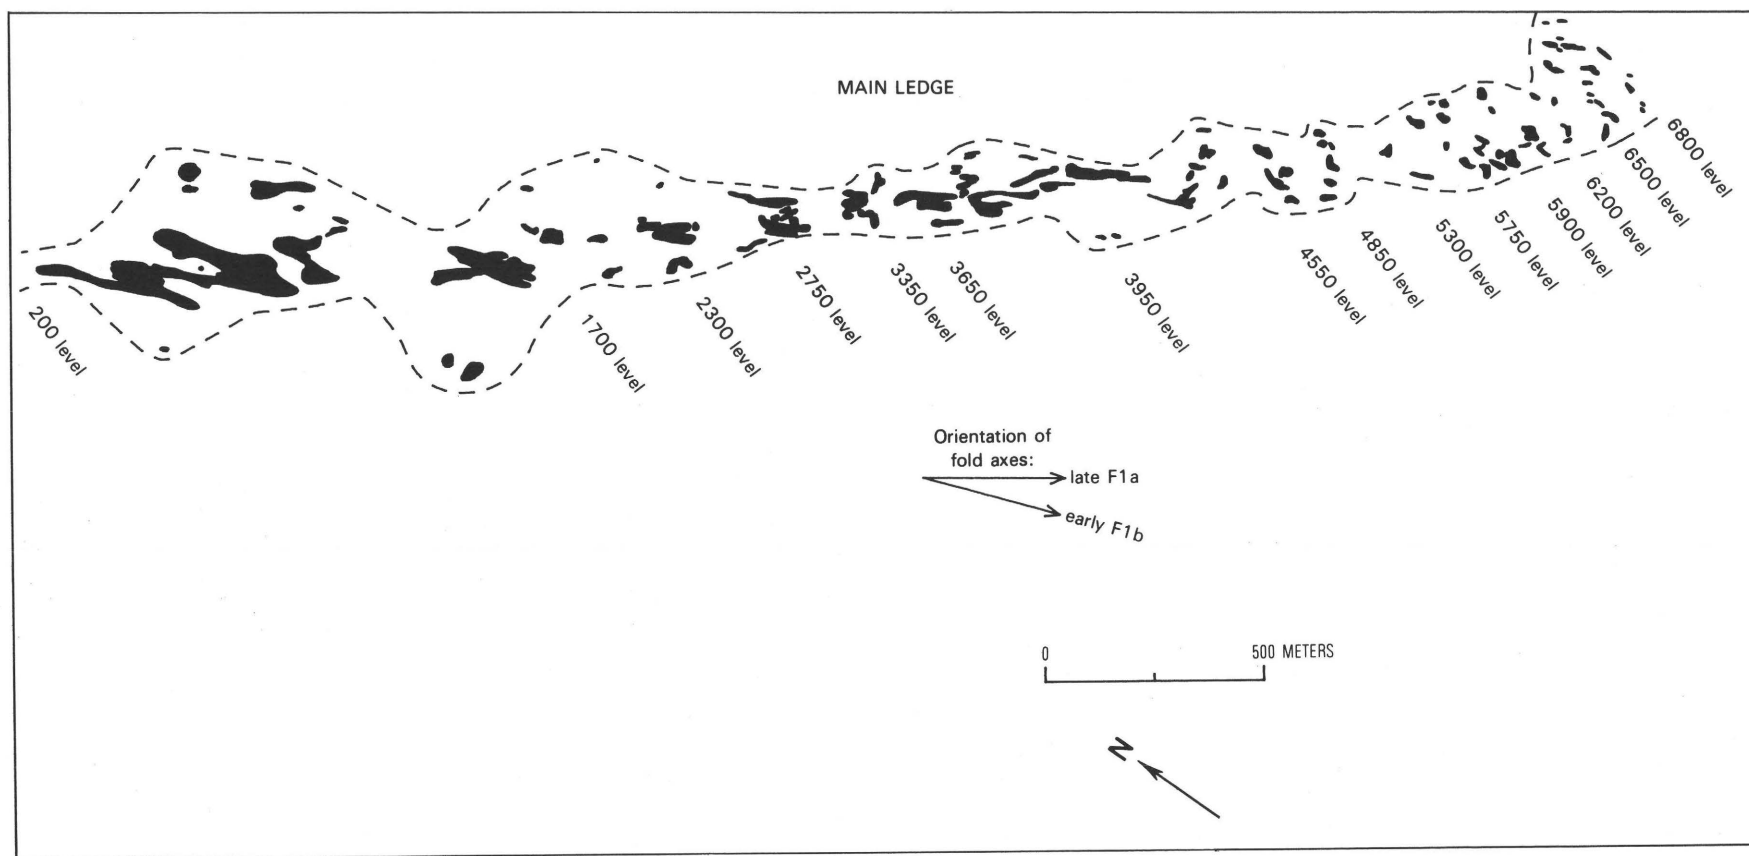 MAIN LEDGE
6800 level
6500 level
6200 level
5900 level
5750 level
5300 level
4850 level
4550 level
3950 level
3650 level
3350 level
2750 level
2300 level
1700 level
200 level
Orientation of
fold axes:
late F1a
early F1b
0 500 METERS
N